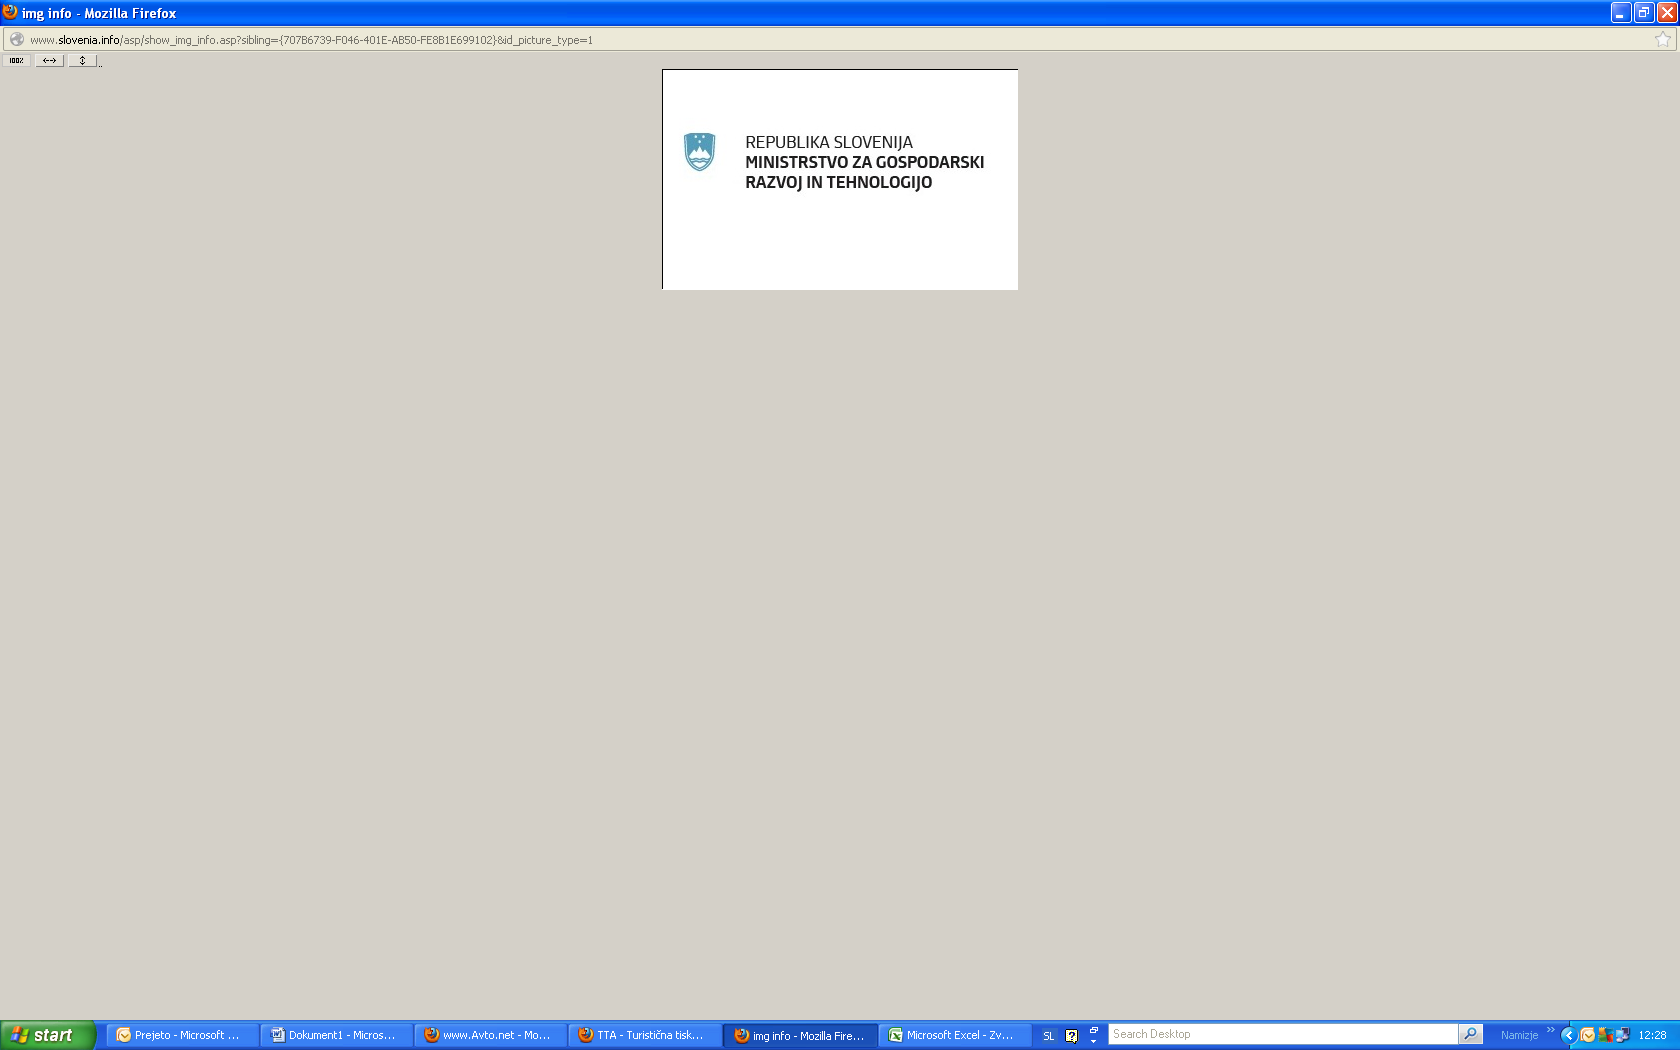 img info - Mozilla Firefox
www.slovenia.info/asp/show_img_info.asp?sibling={707B6739-F046-401E-AB50-FE8B1E699102}&id_picture_type=1
100%
REPUBLIKA SLOVENIJA
MINISTRSTVO ZA GOSPODARSKI
RAZVOJ IN TEHNOLOGIJO
start
Prejeto - Microsoft ...
Dokument1 - Micros...
www.Avto.net - Mo...
TTA - Turistična tisk...
img info - Mozilla Fire...
Microsoft Excel - Zv...
SL
Search Desktop
Namizje
12:28